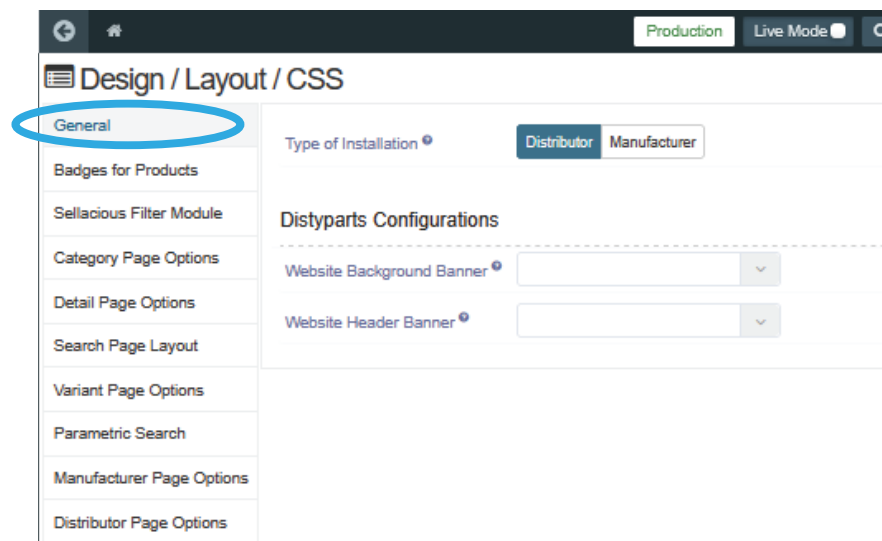 Production
Live Mode
Design / Layout / CSS
General
Badges for Products
Sellacious Filter Module
Category Page Options
Detail Page Options
Search Page Layout
Variant Page Options
Parametric Search
Manufacturer Page Options
Distributor Page Options
Type of Installation
Distributor
Manufacturer
Distyparts Configurations
Website Background Banner
Website Header Banner